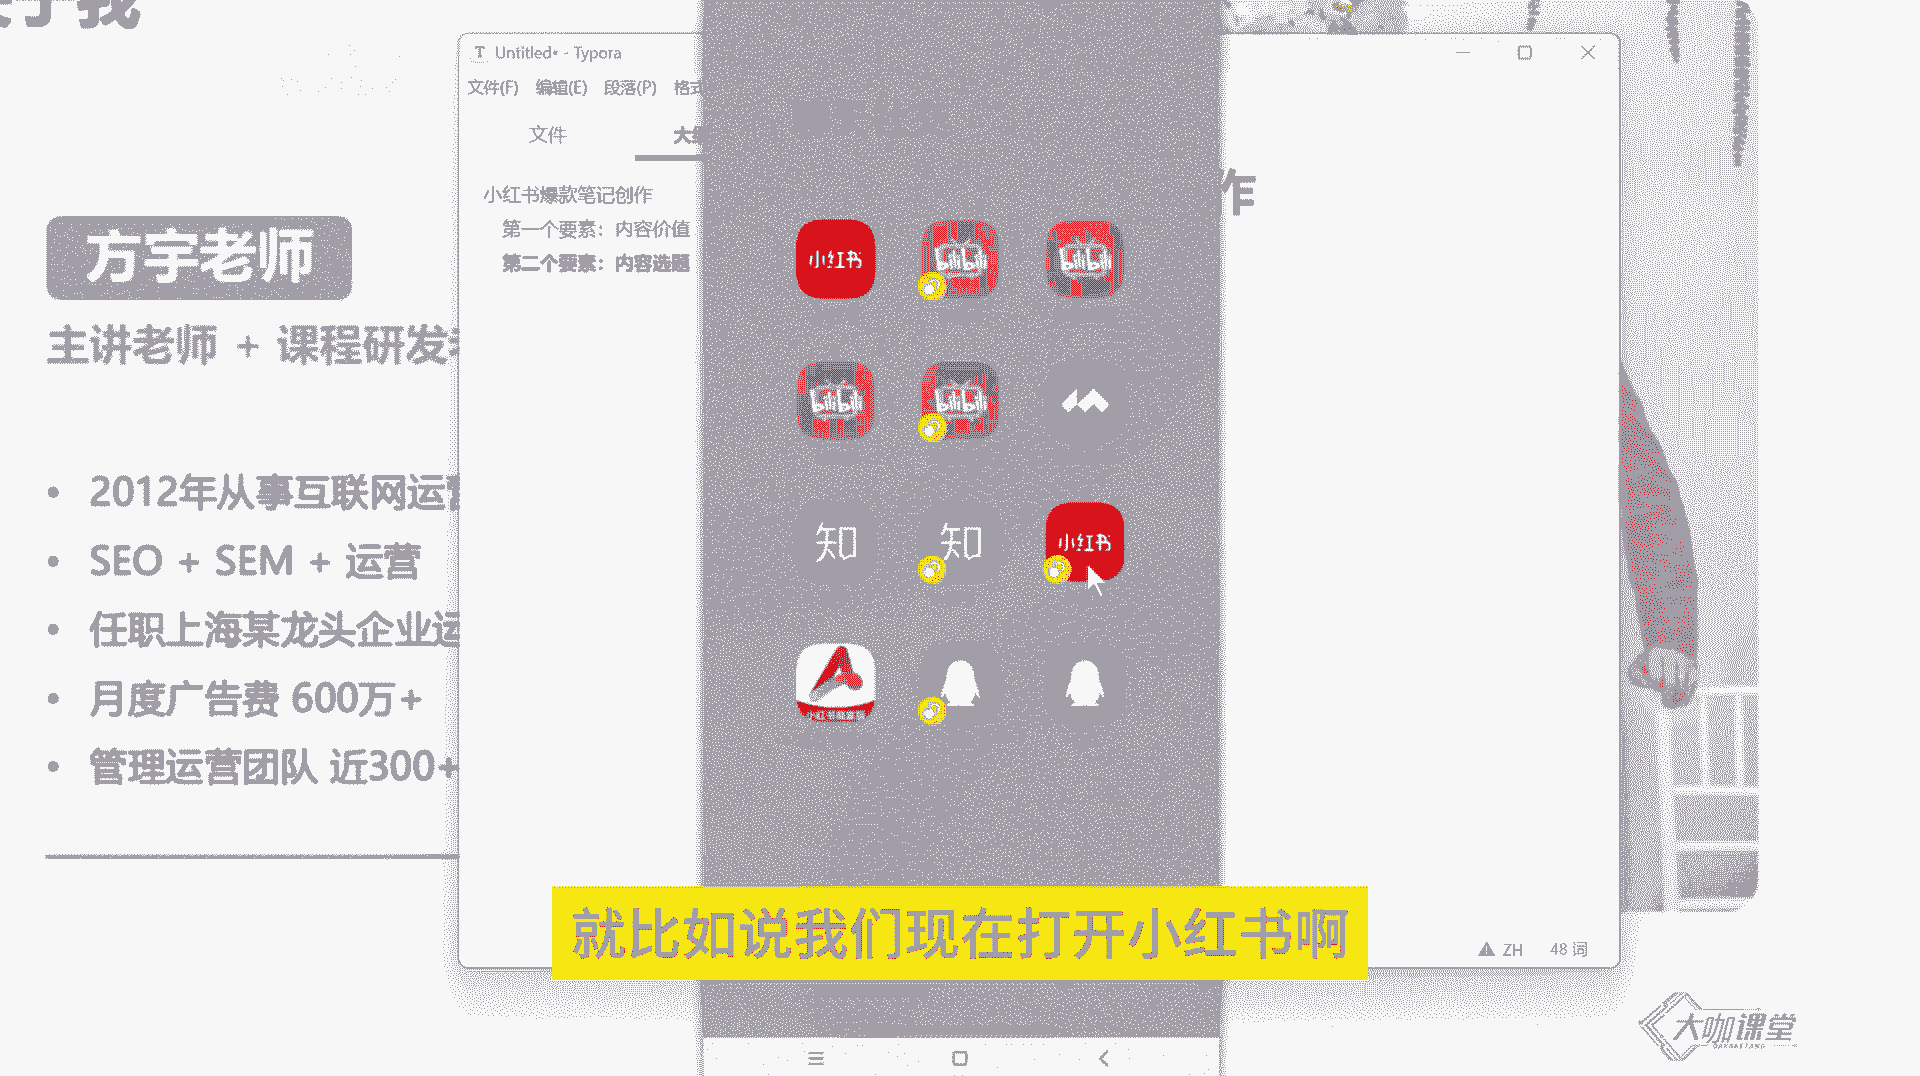 于我
Untitled• - Typora
文件(F) 编辑(E) 段落(P) 格式
文件
小红书爆款笔记创作
第一个要素：内容价值
第二个要素：内容选题
作
方宇老师
主讲老师 + 课程研发
• 2012年从事互联网运营
• SEO + SEM + 运营
• 任职上海某龙头企业运
• 月度广告费 600万+
• 管理运营团队 近300+
小红书
bilibili
bilibili
bilibili
bilibili
知
知
小红书
就比如说我们现在打开小红书啊
ZH 48 词
大咖课堂